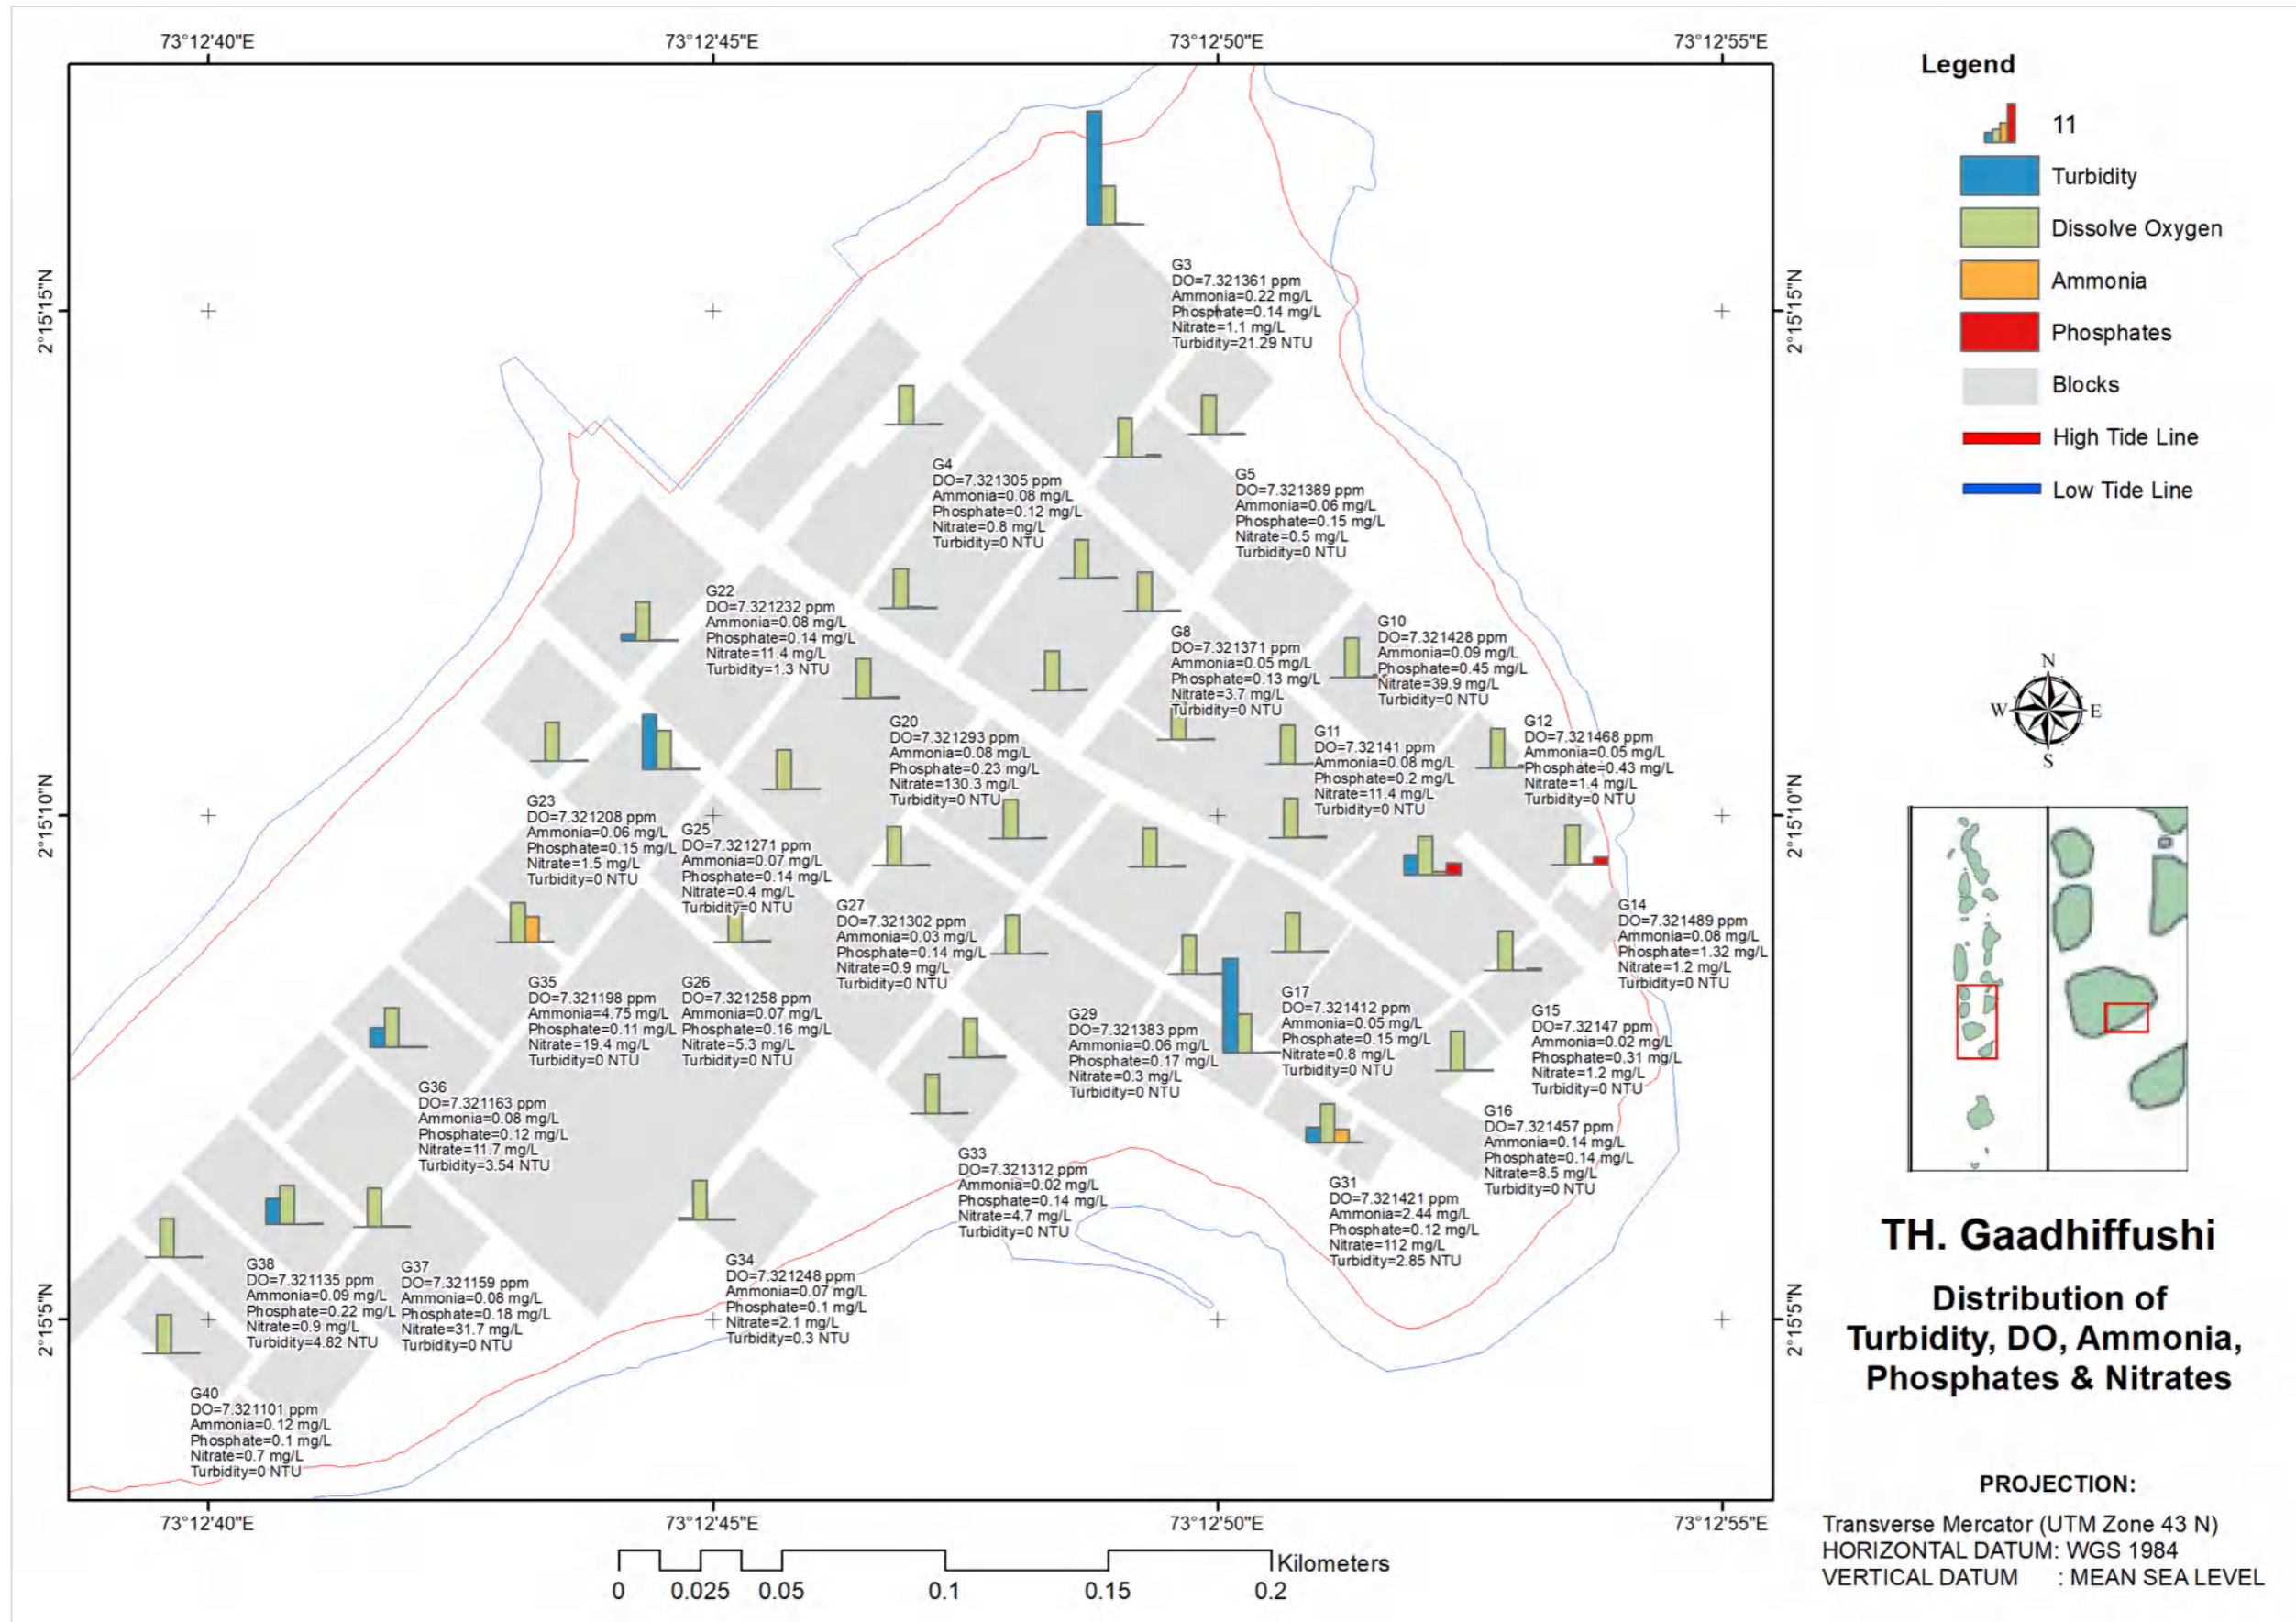 73°12'40"E
73°12'45"E
73°12'50"E
73°12'55"E
2°15'15"N
2°15'10"N
2°15'5"N
G3
DO=7.321361 ppm
Ammonia=0.22 mg/L
Phosphate=0.14 mg/L
Nitrate=1.1 mg/L
Turbidity=21.29 NTU
G4
DO=7.321305 ppm
Ammonia=0.08 mg/L
Phosphate=0.12 mg/L
Nitrate=0.8 mg/L
Turbidity=0 NTU
G5
DO=7.321389 ppm
Ammonia=0.06 mg/L
Phosphate=0.15 mg/L
Nitrate=0.5 mg/L
Turbidity=0 NTU
G22
DO=7.321232 ppm
Ammonia=0.08 mg/L
Phosphate=0.14 mg/L
Nitrate=11.4 mg/L
Turbidity=1.3 NTU
G8
DO=7.321371 ppm
Ammonia=0.05 mg/L
Phosphate=0.13 mg/L
Nitrate=3.7 mg/L
Turbidity=0 NTU
G10
DO=7.321428 ppm
Ammonia=0.09 mg/L
Phosphate=0.45 mg/L
Nitrate=39.9 mg/L
Turbidity=0 NTU
G20
DO=7.321293 ppm
Ammonia=0.08 mg/L
Phosphate=0.23 mg/L
Nitrate=130.3 mg/L
Turbidity=0 NTU
G11
DO=7.32141 ppm
Ammonia=0.08 mg/L
Phosphate=0.2 mg/L
Nitrate=11.4 mg/L
Turbidity=0 NTU
G12
DO=7.321468 ppm
Ammonia=0.05 mg/L
Phosphate=0.43 mg/L
Nitrate=1.4 mg/L
Turbidity=0 NTU
G23
DO=7.321208 ppm
Ammonia=0.06 mg/L
Phosphate=0.15 mg/L
Nitrate=1.5 mg/L
Turbidity=0 NTU
G25
DO=7.321271 ppm
Ammonia=0.07 mg/L
Phosphate=0.14 mg/L
Nitrate=0.4 mg/L
Turbidity=0 NTU
G27
DO=7.321302 ppm
Ammonia=0.03 mg/L
Phosphate=0.14 mg/L
Nitrate=0.9 mg/L
Turbidity=0 NTU
G14
DO=7.321489 ppm
Ammonia=0.08 mg/L
Phosphate=1.32 mg/L
Nitrate=1.2 mg/L
Turbidity=0 NTU
G35
DO=7.321198 ppm
Ammonia=4.75 mg/L
Phosphate=0.11 mg/L
Nitrate=19.4 mg/L
Turbidity=0 NTU
G26
DO=7.321258 ppm
Ammonia=0.07 mg/L
Phosphate=0.16 mg/L
Nitrate=5.3 mg/L
Turbidity=0 NTU
G29
DO=7.321383 ppm
Ammonia=0.06 mg/L
Phosphate=0.17 mg/L
Nitrate=0.3 mg/L
Turbidity=0 NTU
G17
DO=7.321412 ppm
Ammonia=0.05 mg/L
Phosphate=0.15 mg/L
Nitrate=0.8 mg/L
Turbidity=0 NTU
G15
DO=7.32147 ppm
Ammonia=0.02 mg/L
Phosphate=0.31 mg/L
Nitrate=1.2 mg/L
Turbidity=0 NTU
G36
DO=7.321163 ppm
Ammonia=0.08 mg/L
Phosphate=0.12 mg/L
Nitrate=11.7 mg/L
Turbidity=3.54 NTU
G16
DO=7.321457 ppm
Ammonia=0.14 mg/L
Phosphate=0.14 mg/L
Nitrate=8.5 mg/L
Turbidity=0 NTU
G33
DO=7.321312 ppm
Ammonia=0.02 mg/L
Phosphate=0.14 mg/L
Nitrate=4.7 mg/L
Turbidity=0 NTU
G31
DO=7.321421 ppm
Ammonia=2.44 mg/L
Phosphate=0.12 mg/L
Nitrate=112 mg/L
Turbidity=2.85 NTU
G38
DO=7.321135 ppm
Ammonia=0.09 mg/L
Phosphate=0.22 mg/L
Nitrate=0.9 mg/L
Turbidity=4.82 NTU
G37
DO=7.321159 ppm
Ammonia=0.08 mg/L
Phosphate=0.18 mg/L
Nitrate=31.7 mg/L
Turbidity=0 NTU
G34
DO=7.321248 ppm
Ammonia=0.07 mg/L
Phosphate=0.1 mg/L
Nitrate=2.1 mg/L
Turbidity=0.3 NTU
G40
DO=7.321101 ppm
Ammonia=0.12 mg/L
Phosphate=0.1 mg/L
Nitrate=0.7 mg/L
Turbidity=0 NTU
2°15'15"N
2°15'10"N
2°15'5"N
73°12'40"E
73°12'45"E
73°12'50"E
73°12'55"E
Kilometers
0 0.025 0.05 0.1 0.15 0.2
Legend
11
Turbidity
Dissolve Oxygen
Ammonia
Phosphates
Blocks
High Tide Line
Low Tide Line
N
W E
S
TH. Gaadhiffushi
Distribution of
Turbidity, DO, Ammonia,
Phosphates & Nitrates
PROJECTION:
Transverse Mercator (UTM Zone 43 N)
HORIZONTAL DATUM: WGS 1984
VERTICAL DATUM : MEAN SEA LEVEL